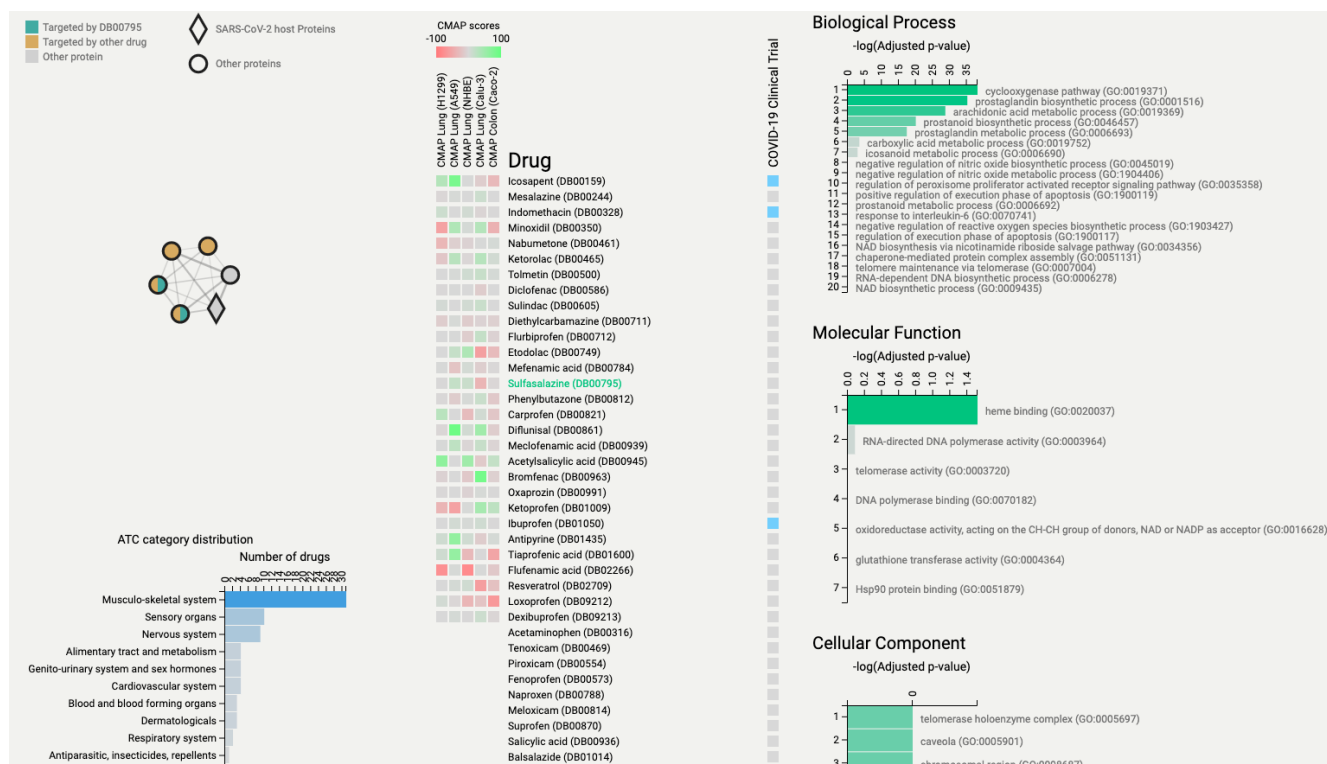 Targeted by DB00795
Targeted by other drug
Other protein
SARS-CoV-2 host Proteins
Other proteins
ATC category distribution
Number of drugs
0 2 4 6 8 10 12 14 16 18 20 22 24 26 28 30
Musculo-skeletal system
Sensory organs
Nervous system
Alimentary tract and metabolism
Genito-urinary system and sex hormones
Cardiovascular system
Blood and blood forming organs
Dermatologicals
Respiratory system
Antiparasitic, insecticides, repellents
CMAP scores
-100 100
CMAP Lung (H1299)
CMAP Lung (A549)
CMAP Lung (NHBE)
CMAP Lung (Calu-3)
CMAP Colon (Caco-2)
Drug
COVID-19 Clinical Trial
Icosapent (DB00159)
Mesalazine (DB00244)
Indomethacin (DB00328)
Minoxidil (DB00350)
Nabumetone (DB00461)
Ketorolac (DB00465)
Tolmetin (DB00500)
Diclofenac (DB00586)
Sulindac (DB00605)
Diethylcarbamazine (DB00711)
Flurbiprofen (DB00712)
Etodolac (DB00749)
Mefenamic acid (DB00784)
Sulfasalazine (DB00795)
Phenylbutazone (DB00812)
Carprofen (DB00821)
Diflunisal (DB00861)
Meclofenamic acid (DB00939)
Acetylsalicylic acid (DB00945)
Bromfenac (DB00963)
Oxaprozin (DB00991)
Ketoprofen (DB01009)
Ibuprofen (DB01050)
Antipyrine (DB01435)
Tiaprofenic acid (DB01600)
Flufenamic acid (DB02266)
Resveratrol (DB02709)
Loxoprofen (DB09212)
Dexibuprofen (DB09213)
Acetaminophen (DB00316)
Tenoxicam (DB00469)
Piroxicam (DB00554)
Fenoprofen (DB00573)
Naproxen (DB00788)
Meloxicam (DB00814)
Suprofen (DB00870)
Salicylic acid (DB00936)
Balsalazide (DB01014)
Biological Process
-log(Adjusted p-value)
0 5 10 15 20 25 30 35
1 cyclooxygenase pathway (GO:0019371)
2 prostaglandin biosynthetic process (GO:0001516)
3 arachidonic acid metabolic process (GO:0019369)
4 prostanoid biosynthetic process (GO:0046457)
5 prostaglandin metabolic process (GO:0006693)
6 carboxylic acid metabolic process (GO:0019752)
7 icosanoid metabolic process (GO:0006690)
8 negative regulation of nitric oxide biosynthetic process (GO:0045019)
9 negative regulation of nitric oxide metabolic process (GO:1904406)
10 regulation of peroxisome proliferator activated receptor signaling pathway (GO:0035358)
11 positive regulation of execution phase of apoptosis (GO:1900119)
12 prostanoid metabolic process (GO:0006692)
13 response to interleukin-6 (GO:0070741)
14 negative regulation of reactive oxygen species biosynthetic process (GO:1903427)
15 regulation of execution phase of apoptosis (GO:1900117)
16 NAD biosynthesis via nicotinamide riboside salvage pathway (GO:0034356)
17 chaperone-mediated protein complex assembly (GO:0051131)
18 telomere maintenance via telomerase (GO:0007004)
19 RNA-dependent DNA biosynthetic process (GO:0006278)
20 NAD biosynthetic process (GO:0009435)
Molecular Function
-log(Adjusted p-value)
0.0 0.2 0.4 0.6 0.8 1.0 1.2 1.4
1 heme binding (GO:0020037)
2 RNA-directed DNA polymerase activity (GO:0003964)
3 telomerase activity (GO:0003720)
4 DNA polymerase binding (GO:0070182)
5 oxidoreductase activity, acting on the CH-CH group of donors, NAD or NADP as acceptor (GO:0016628)
6 glutathione transferase activity (GO:0004364)
7 Hsp90 protein binding (GO:0051879)
Cellular Component
-log(Adjusted p-value)
0
1 telomerase holoenzyme complex (GO:0005697)
2 caveola (GO:0005901)
3